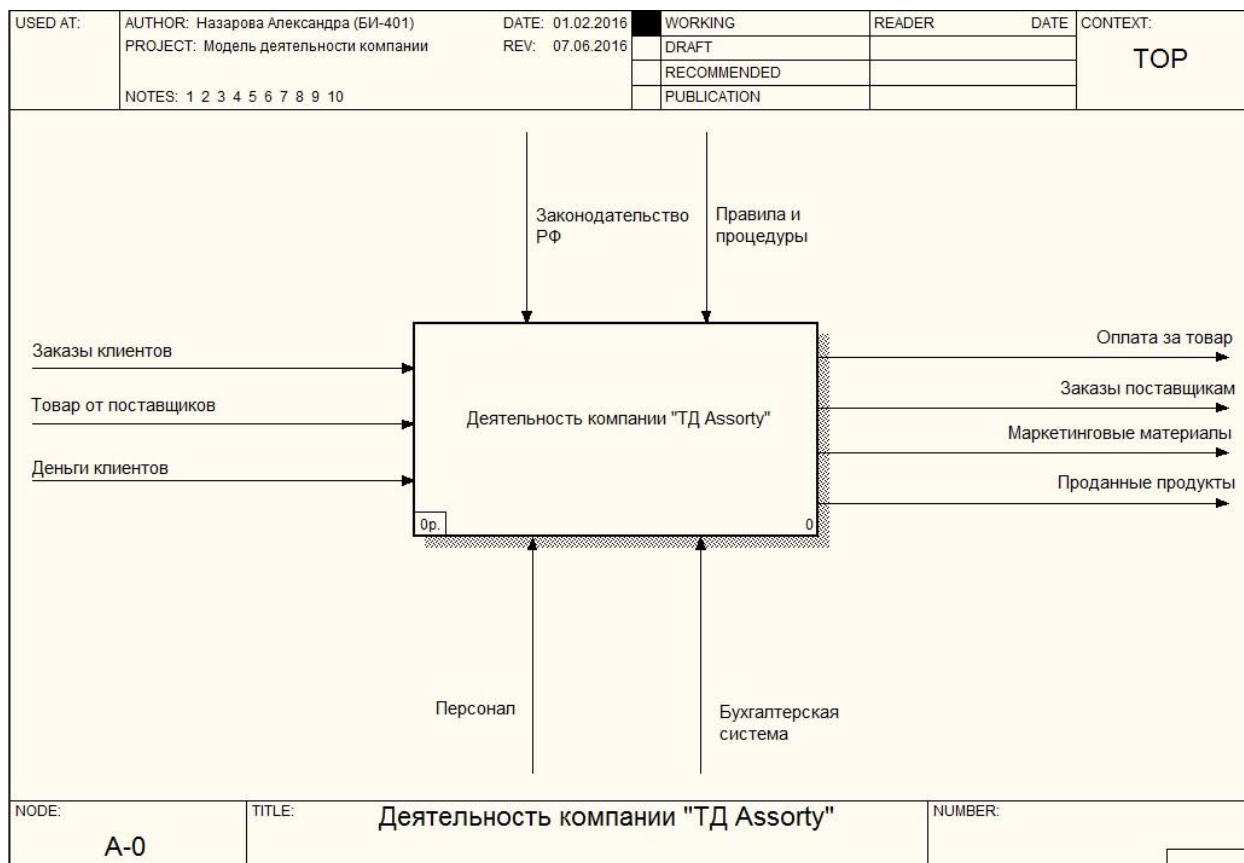 USED AT:
AUTHOR: Назарова Александра (БИ-401)
DATE: 01.02.2016
PROJECT: Модель деятельности компании
REV: 07.06.2016
NOTES: 1 2 3 4 5 6 7 8 9 10
WORKING
DRAFT
RECOMMENDED
PUBLICATION
READER
DATE
CONTEXT:
TOP
Законодательство
РФ
Правила и
процедуры
Заказы клиентов
Товар от поставщиков
Деньги клиентов
Деятельность компании "ТД Assorty"
0р.
0
Оплата за товар
Заказы поставщикам
Маркетинговые материалы
Проданные продукты
Персонал
Бухгалтерская
система
NODE:
A-0
TITLE:
Деятельность компании "ТД Assorty"
NUMBER: